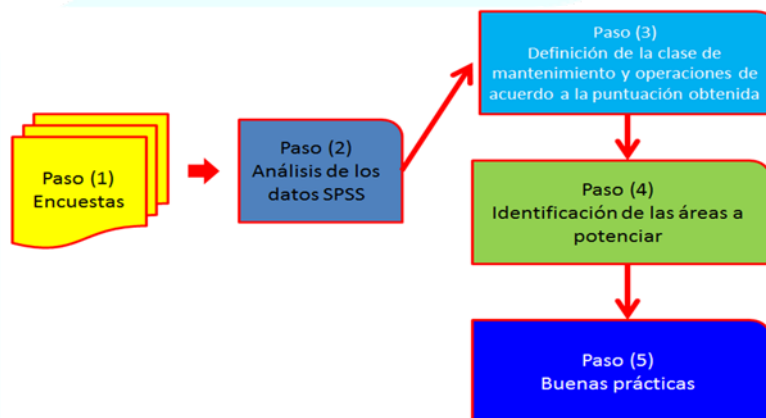 Paso (1)
Encuestas
Paso (2)
Análisis de los
datos SPSS
Paso (3)
Definición de la clase de
mantenimiento y operaciones de
acuerdo a la puntuación obtenida
Paso (4)
Identificación de las áreas a
potenciar
Paso (5)
Buenas prácticas